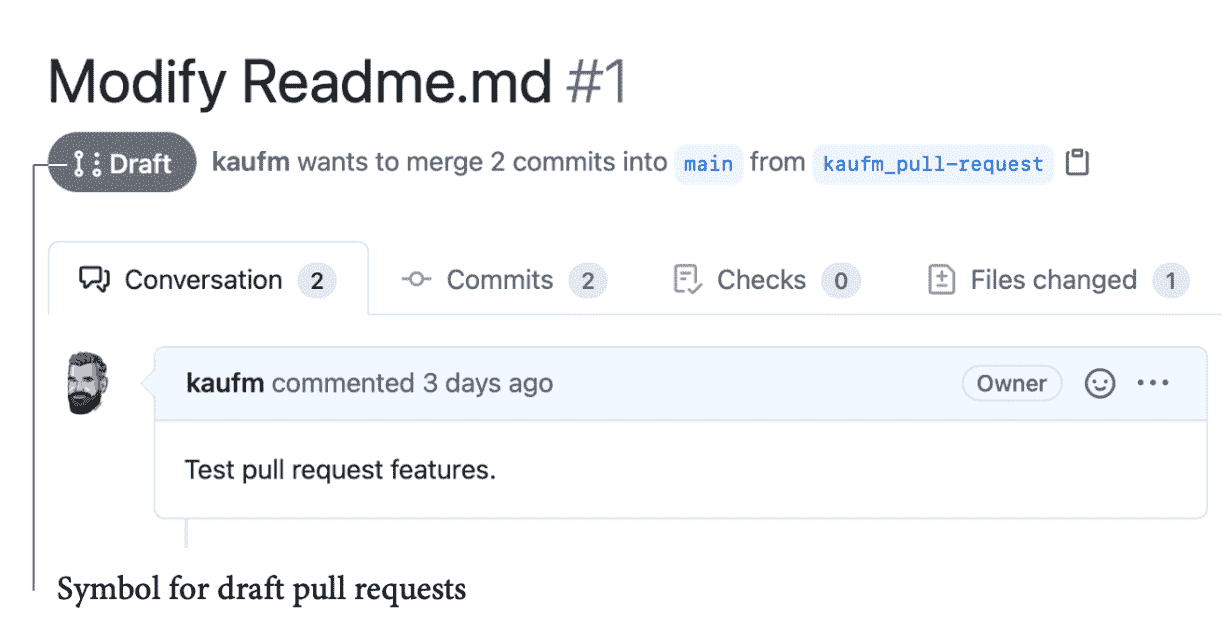 Modify Readme.md #1
Draft kaufm wants to merge 2 commits into main from kaufm_pull-request
Conversation 2 Commits 2 Checks 0 Files changed 1
kaufm commented 3 days ago Owner
Test pull request features.
Symbol for draft pull requests